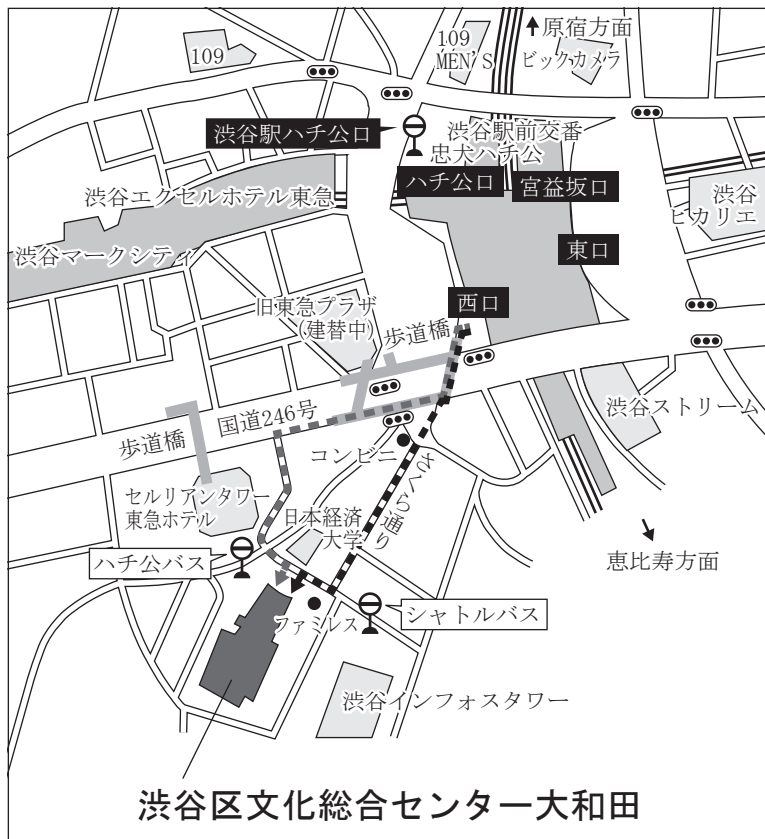 ↑原宿方面
109
109
MEN'S
ビックカメラ
渋谷駅ハチ公口
渋谷駅前交番
忠犬ハチ公
ハチ公口
宮益坂口
渋谷エクセルホテル東急
渋谷
ヒカリエ
渋谷マークシティ
東口
西口
旧東急プラザ
(建替中)
歩道橋
国道246号
歩道橋
渋谷ストリーム
コンビニ
さくら通り
セルリアンタワー
東急ホテル
日本経済
大学
ハチ公バス
恵比寿方面
ファミレス
シャトルバス
渋谷インフォスタワー
渋谷区文化総合センター大和田